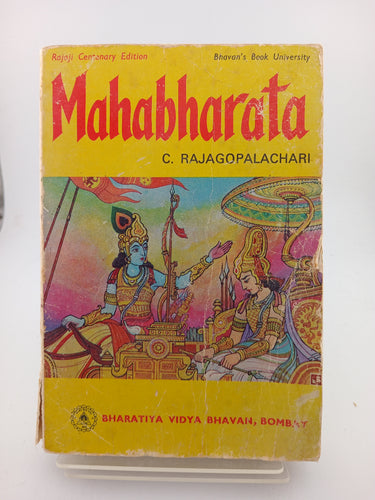 Rajaji Centenary Edition
Bhavan's Book University
Mahabharata
C. RAJAGOPALACHARI
BHARATIYA VIDYA BHAVAN, BOMBAY